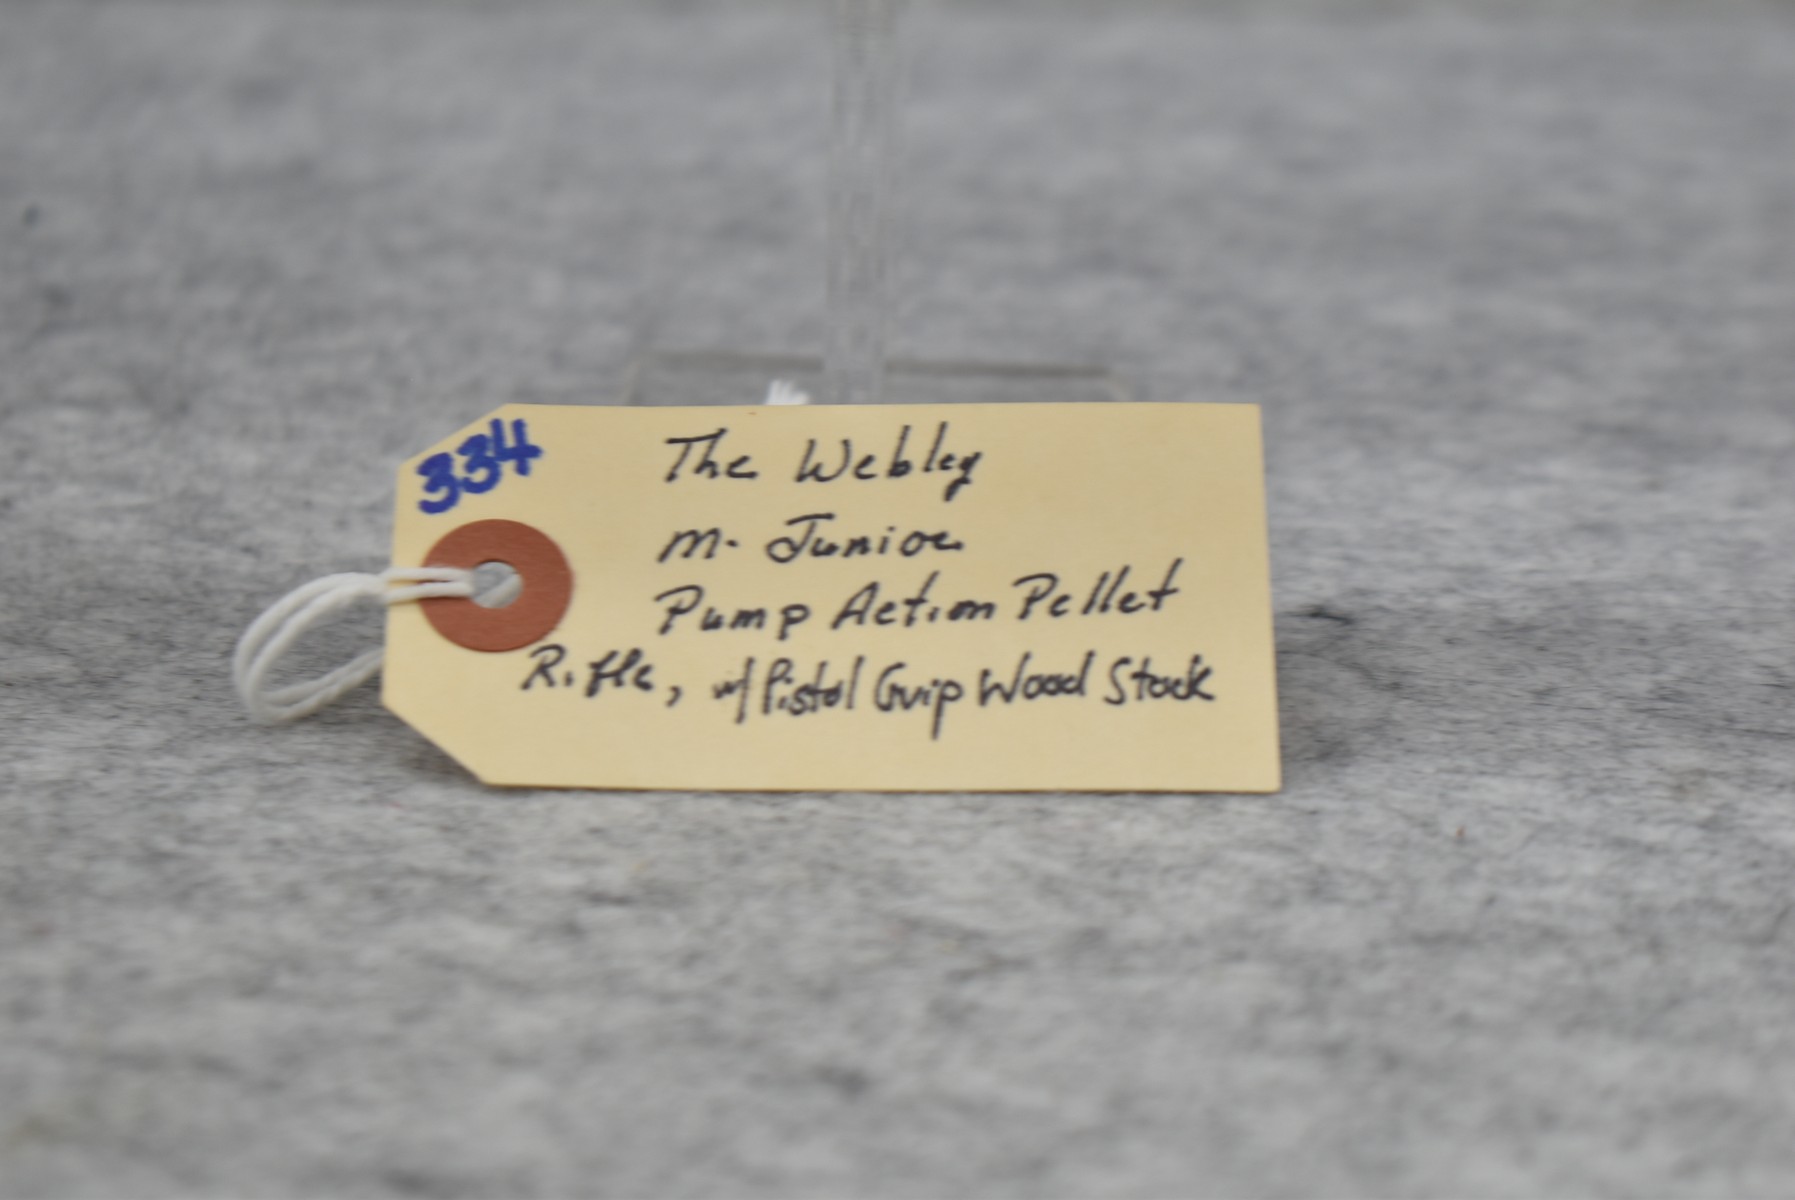 334
The Webley
M. Junior
Pump Action Pellet
Rifle, w/ Pistol Grip Wood Stock